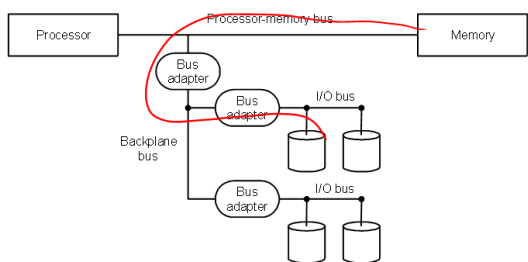 Processor-memory bus
Processor
Memory
Bus
adapter
I/O bus
Bus
adapter
Backplane
bus
I/O bus
Bus
adapter